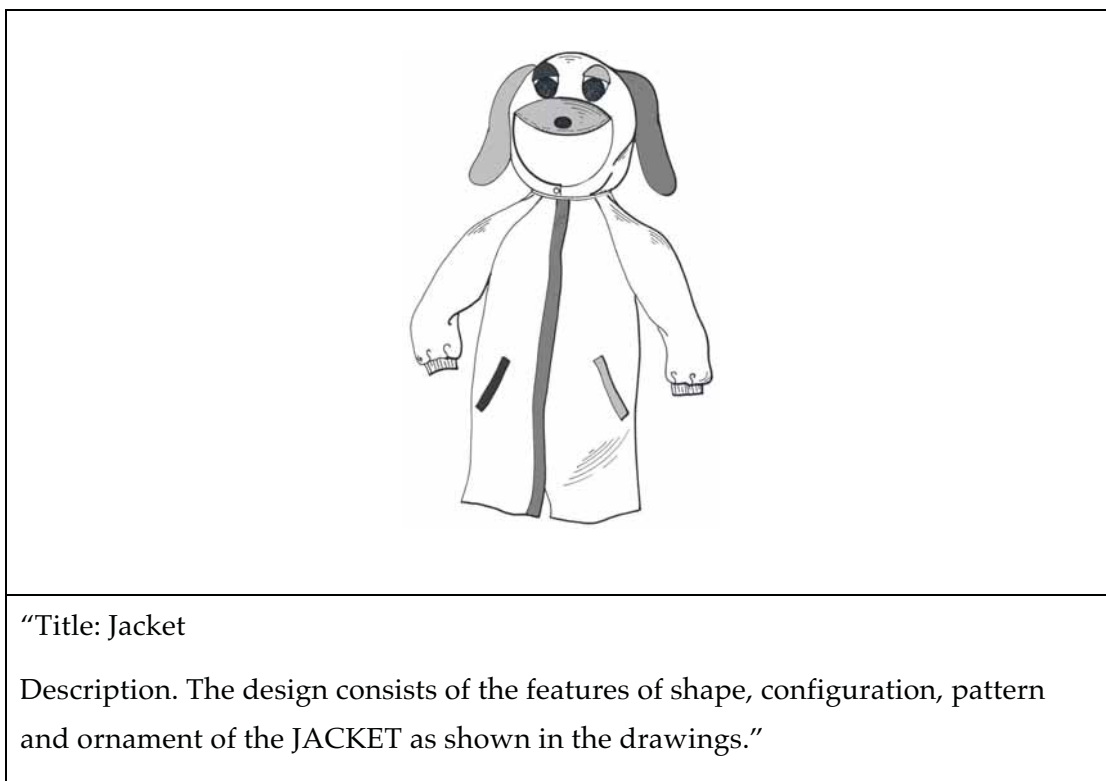 “Title: Jacket
Description. The design consists of the features of shape, configuration, pattern
and ornament of the JACKET as shown in the drawings.”